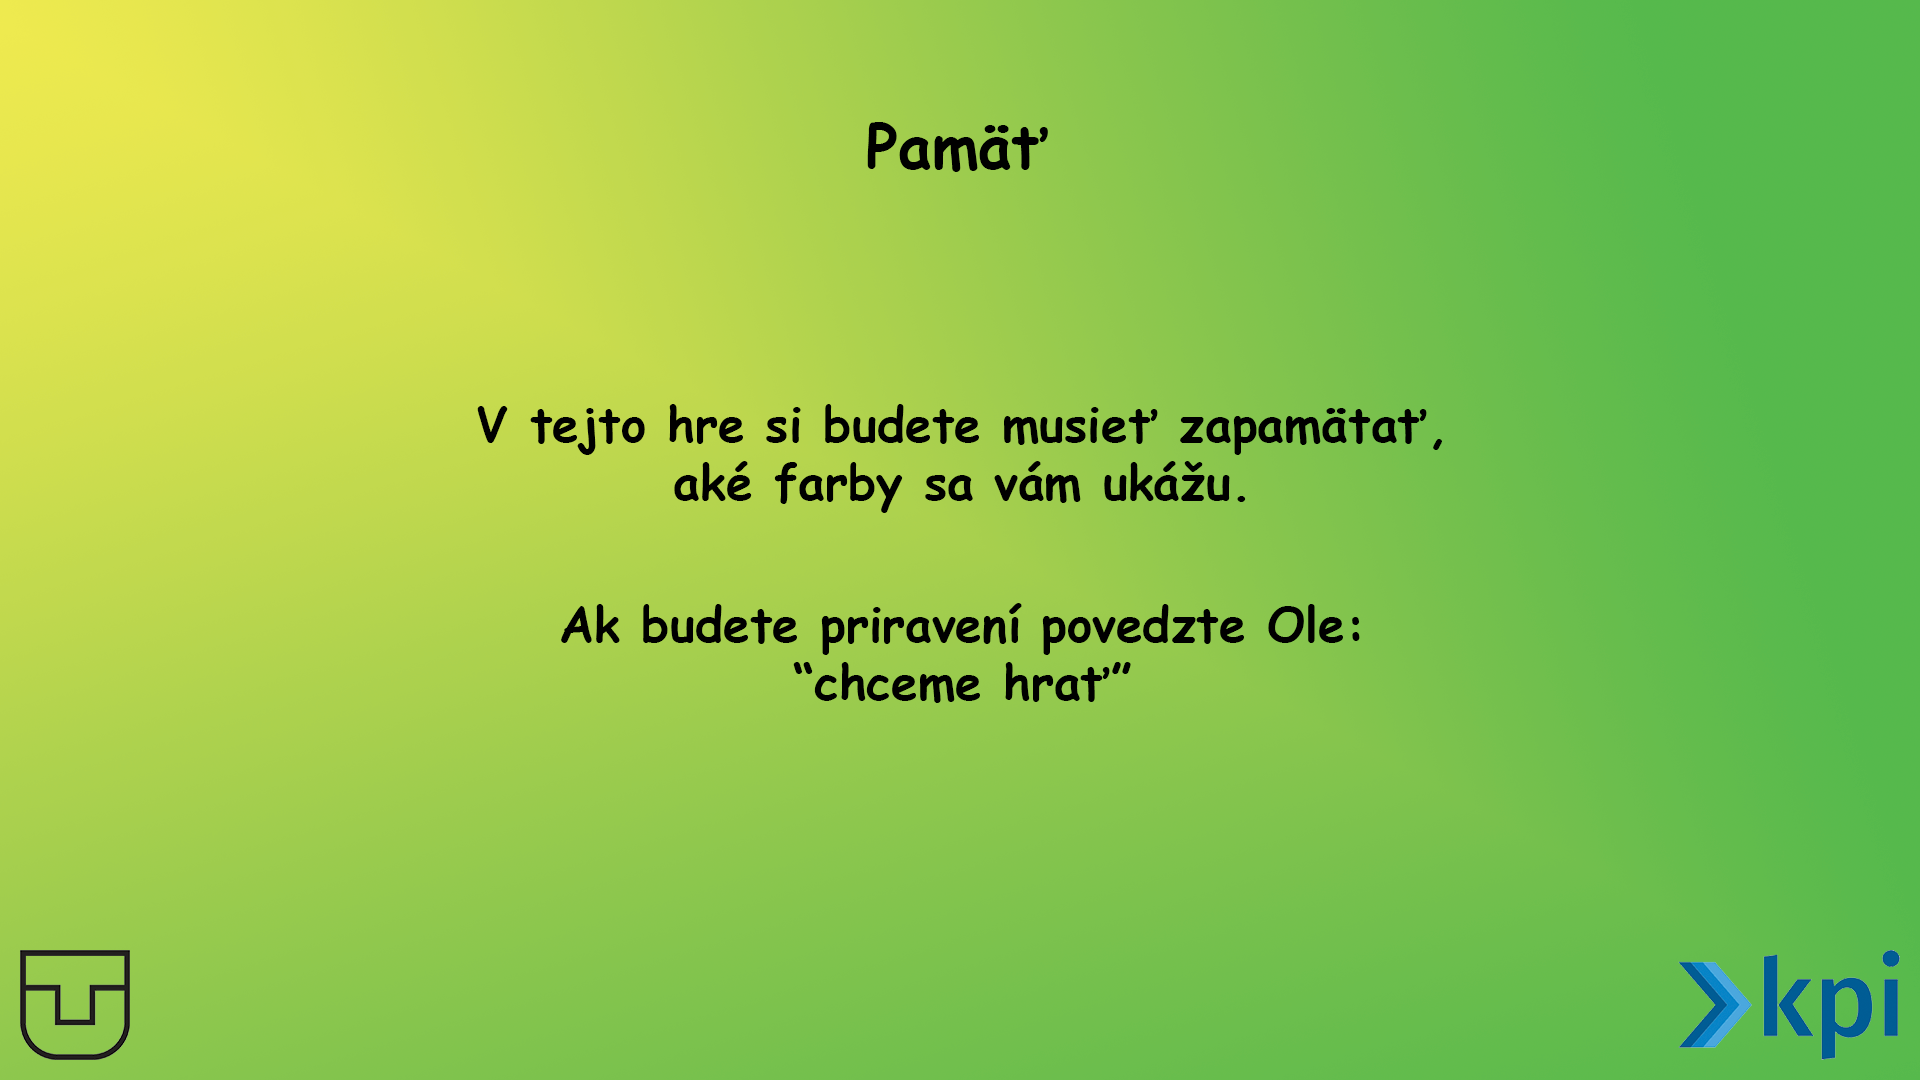 Pamäť
V tejto hre si budete musieť zapamätať,
aké farby sa vám ukážu.
Ak budete priravení povedzte Ole:
“chceme hrať”
kpi